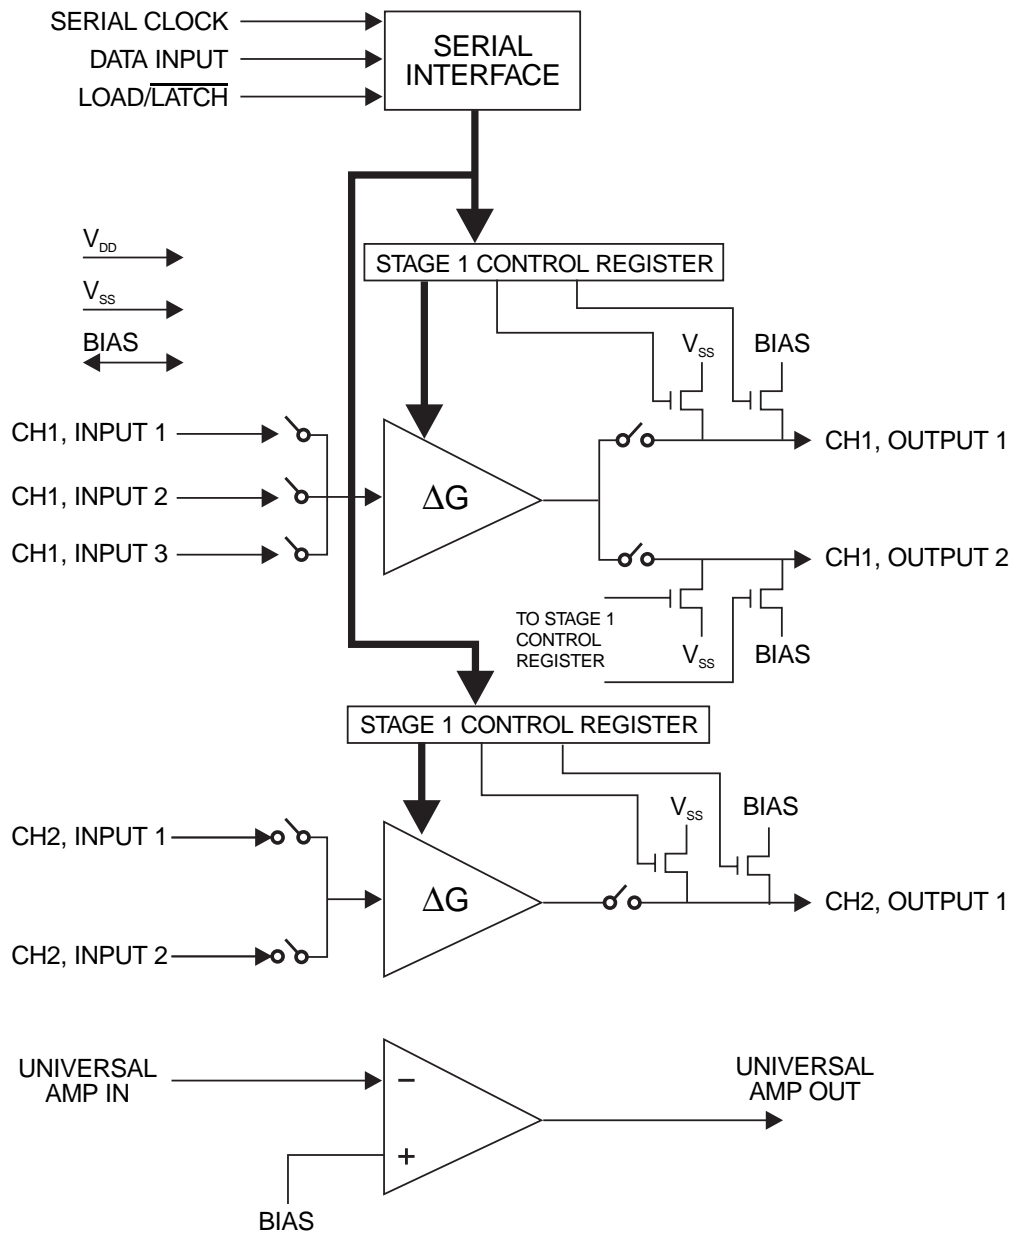 SERIAL CLOCK
DATA INPUT
LOAD/LATCH
SERIAL
INTERFACE
STAGE 1 CONTROL REGISTER
VDD
VSS
BIAS
VSS
BIAS
CH1, INPUT 1
CH1, INPUT 2
CH1, INPUT 3
ΔG
CH1, OUTPUT 1
CH1, OUTPUT 2
TO STAGE 1
CONTROL
REGISTER
VSS
BIAS
STAGE 1 CONTROL REGISTER
VSS
BIAS
CH2, INPUT 1
CH2, INPUT 2
ΔG
CH2, OUTPUT 1
UNIVERSAL
AMP IN
−
+
BIAS
UNIVERSAL
AMP OUT